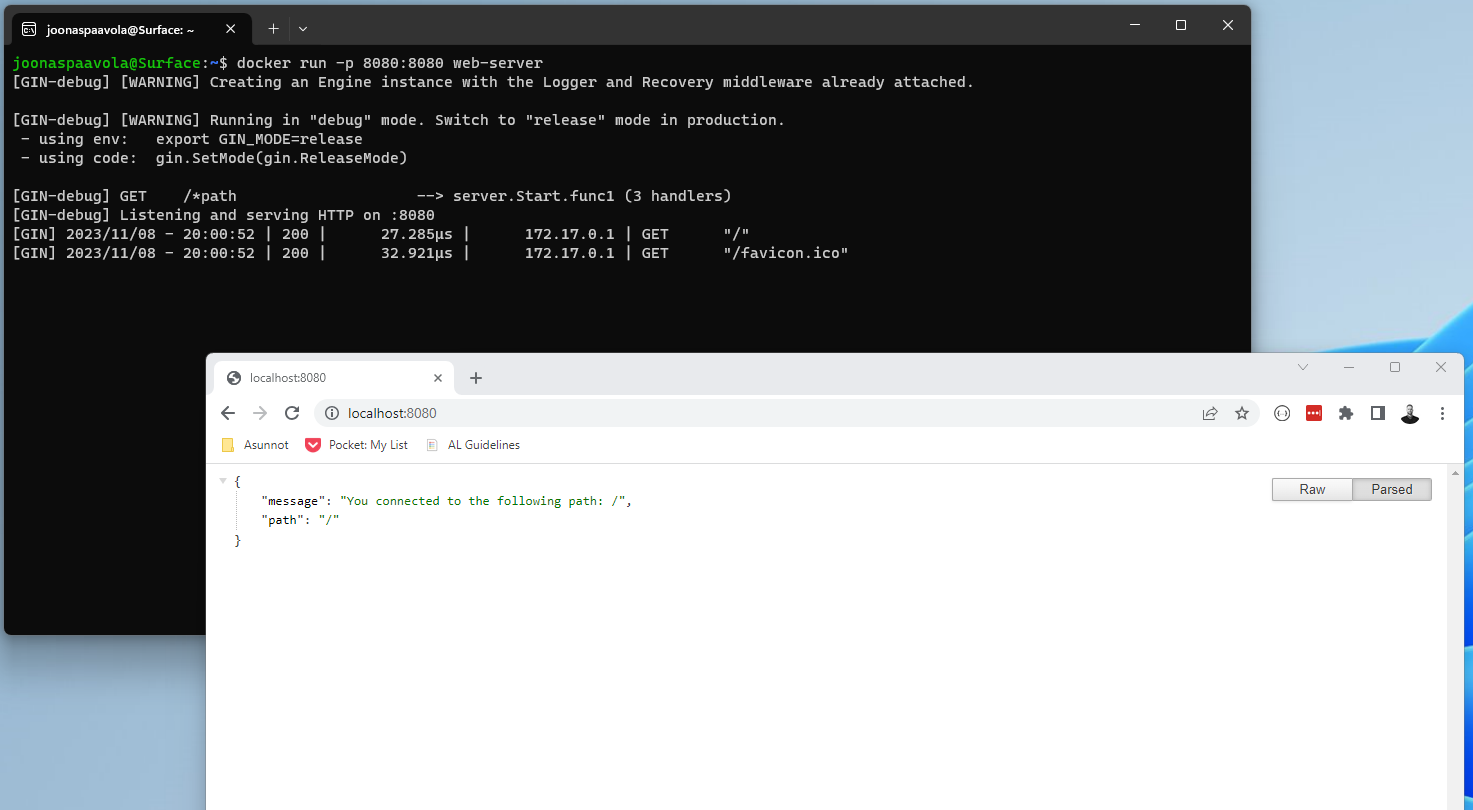 joonaspaavola@Surface: ~
joonaspaavola@Surface:~$ docker run -p 8080:8080 web-server
[GIN-debug] [WARNING] Creating an Engine instance with the Logger and Recovery middleware already attached.
[GIN-debug] [WARNING] Running in "debug" mode. Switch to "release" mode in production.
- using env:   export GIN_MODE=release
- using code:  gin.SetMode(gin.ReleaseMode)
[GIN-debug] GET    /*path                    --> server.Start.func1 (3 handlers)
[GIN-debug] Listening and serving HTTP on :8080
[GIN] 2023/11/08 - 20:00:52 | 200 |      27.285µs |      172.17.0.1 | GET      "/"
[GIN] 2023/11/08 - 20:00:52 | 200 |      32.921µs |      172.17.0.1 | GET      "/favicon.ico"
localhost:8080
localhost:8080
Asunnot Pocket: My List AL Guidelines
{
Raw Parsed
"message": "You connected to the following path: /",
"path": "/"
}